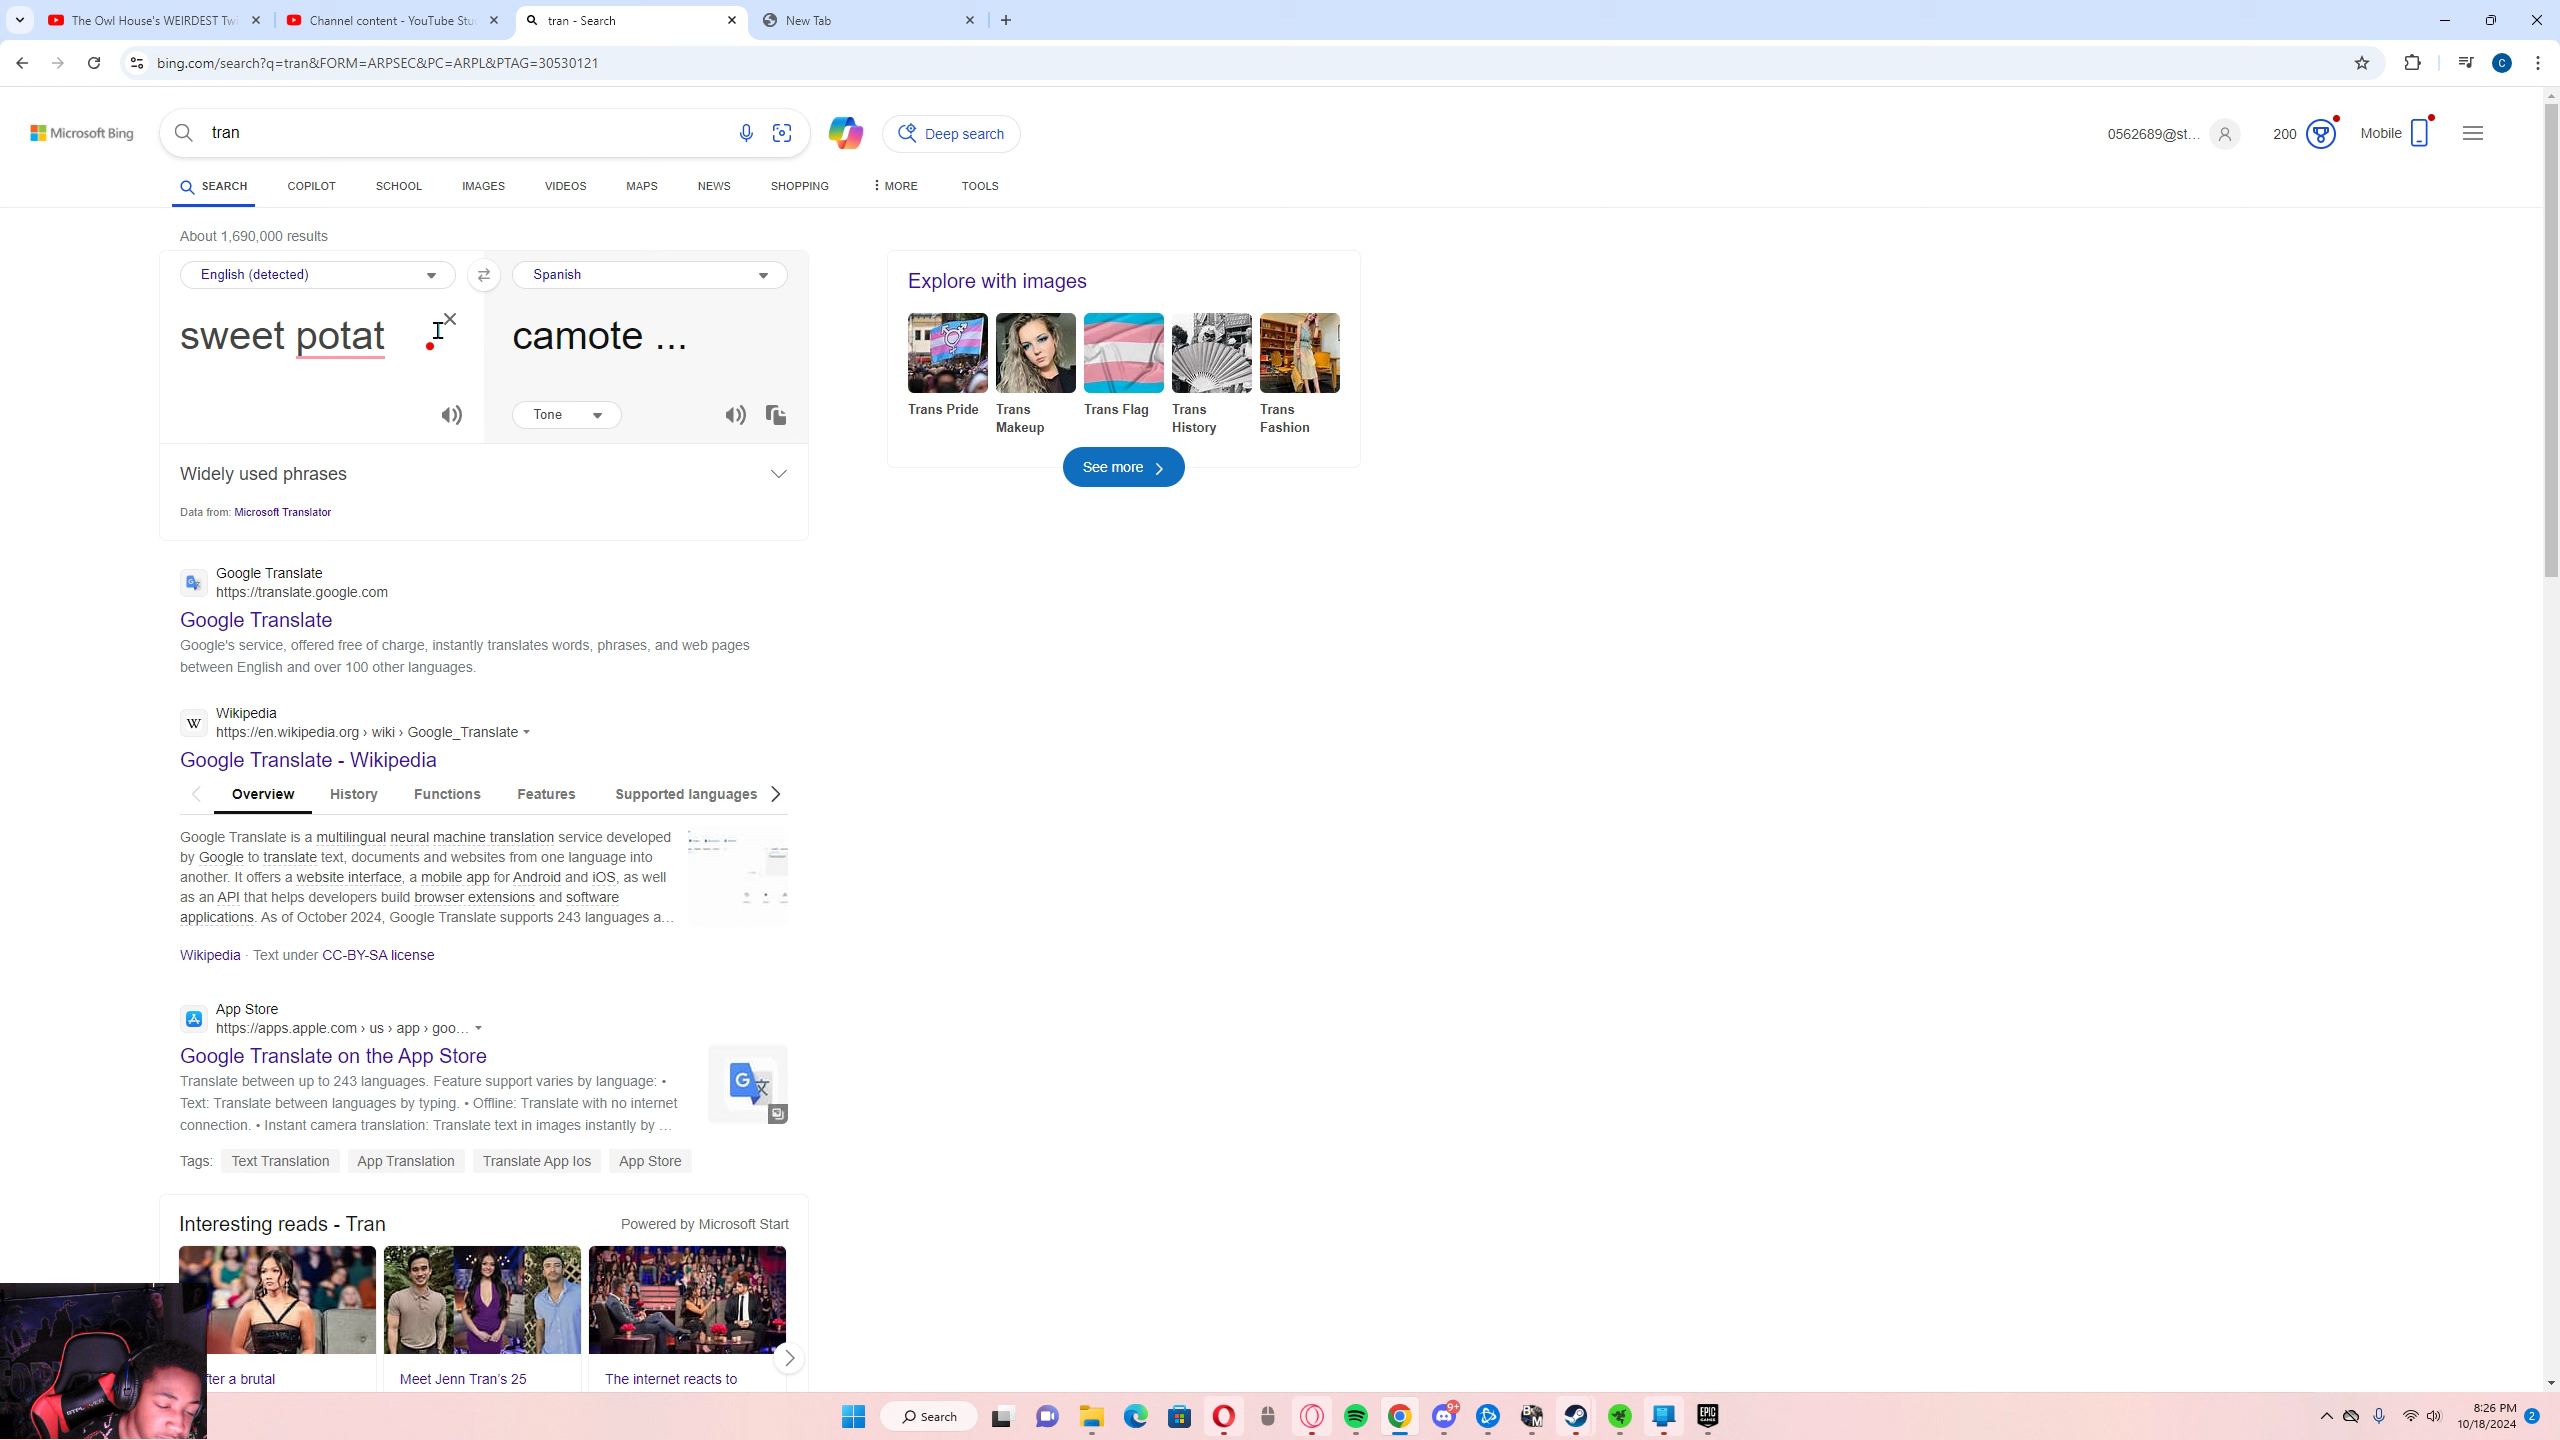 The Owl House's WEIRDEST Tw
Channel content - YouTube Stu
tran - Search
New Tab
bing.com/search?q=tran&FORM=ARPSEC&PC=ARPL&PTAG=30530121
C
Microsoft Bing
tran
Deep search
0562689@st...
200
Mobile
SEARCH
COPILOT
SCHOOL
IMAGES
VIDEOS
MAPS
NEWS
SHOPPING
MORE
TOOLS
About 1,690,000 results
English (detected)
Spanish
sweet potat
camote ...
Tone
Widely used phrases
Data from: Microsoft Translator
Explore with images
Trans Pride
Trans Makeup
Trans Flag
Trans History
Trans Fashion
See more
Google Translate
https://translate.google.com
Google Translate
Google's service, offered free of charge, instantly translates words, phrases, and web pages
between English and over 100 other languages.
W
Wikipedia
https://en.wikipedia.org › wiki › Google_Translate
Google Translate - Wikipedia
Overview
History
Functions
Features
Supported languages
Google Translate is a multilingual neural machine translation service developed
by Google to translate text, documents and websites from one language into
another. It offers a website interface, a mobile app for Android and iOS, as well
as an API that helps developers build browser extensions and software
applications. As of October 2024, Google Translate supports 243 languages a...
Wikipedia · Text under CC-BY-SA license
App Store
https://apps.apple.com › us › app › goo...
Google Translate on the App Store
Translate between up to 243 languages. Feature support varies by language: •
Text: Translate between languages by typing. • Offline: Translate with no internet
connection. • Instant camera translation: Translate text in images instantly by ...
Tags:
Text Translation
App Translation
Translate App Ios
App Store
Interesting reads - Tran
Powered by Microsoft Start
fter a brutal
Meet Jenn Tran's 25
The internet reacts to
Search
9+
EPIC
GAMES
8:26 PM
10/18/2024
2